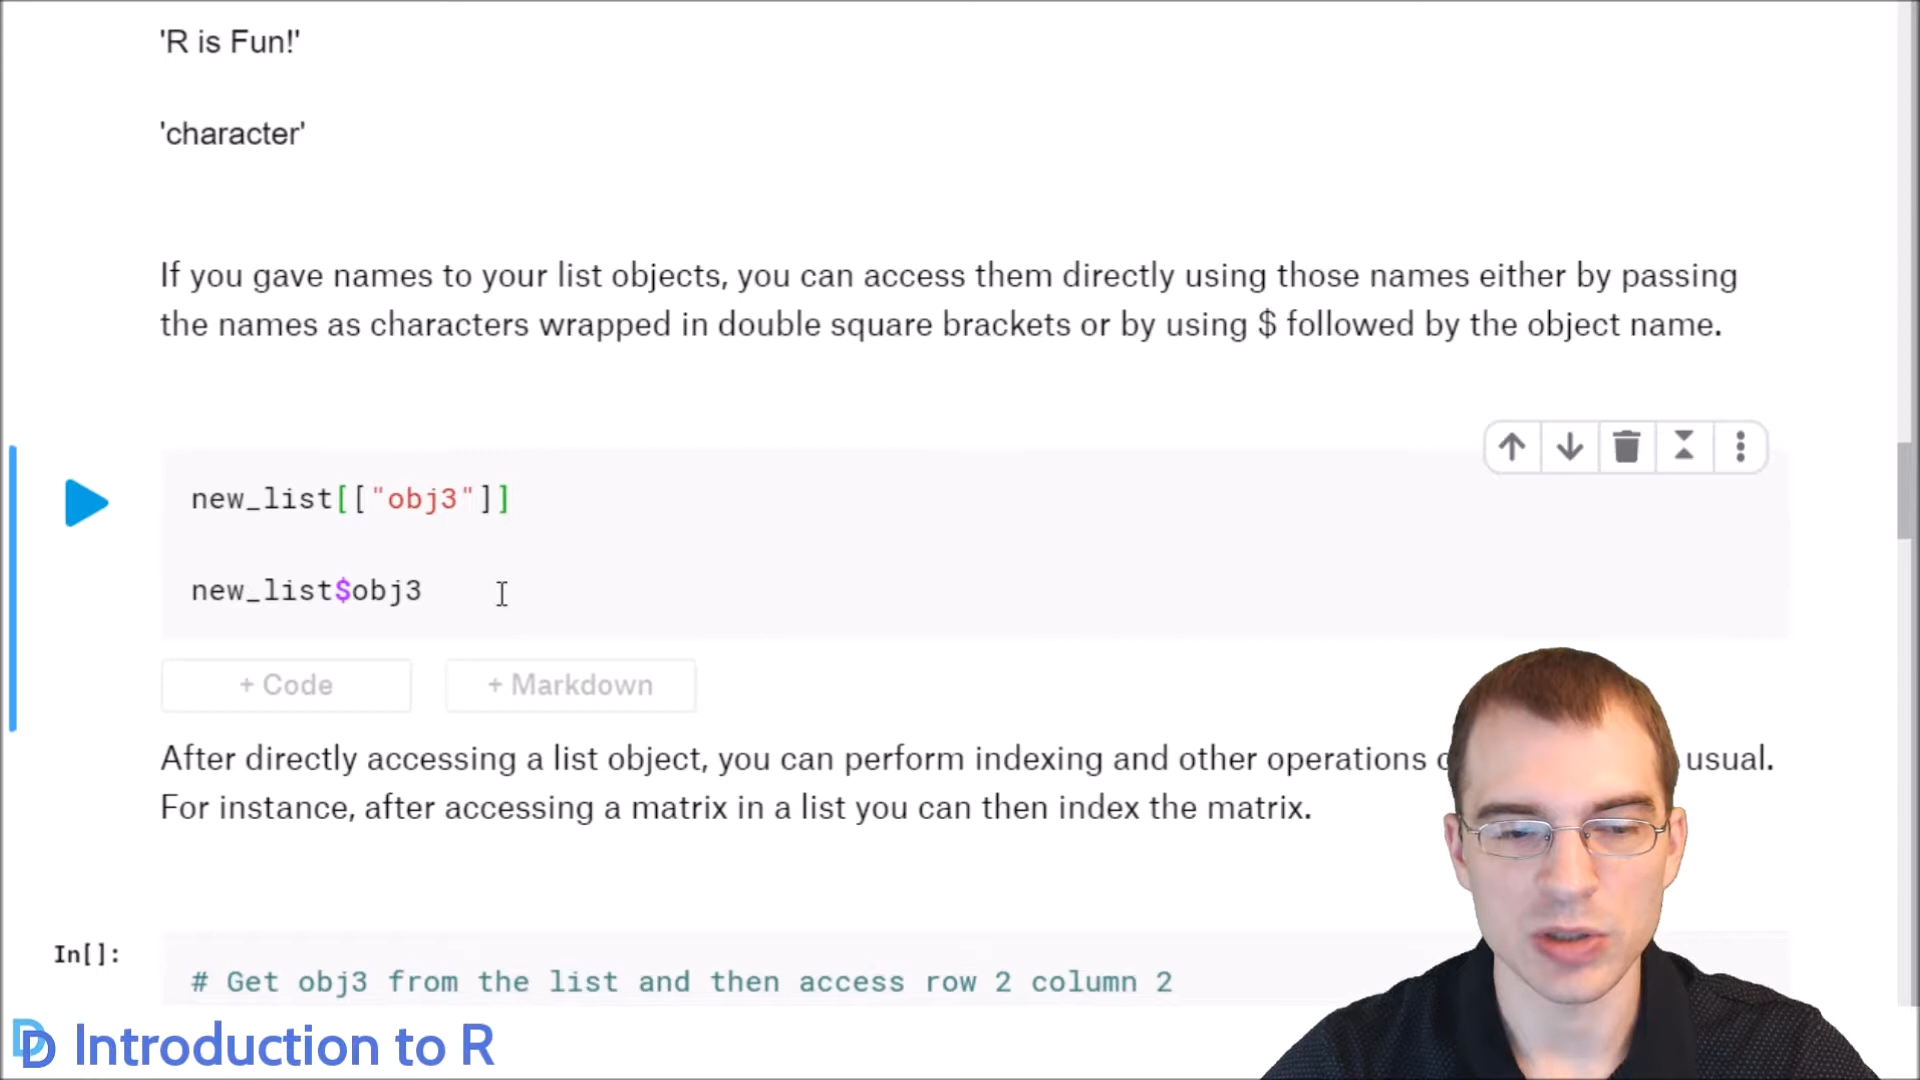 'R is Fun!'
'character'
If you gave names to your list objects, you can access them directly using those names either by passing
the names as characters wrapped in double square brackets or by using $ followed by the object name.
new_list[["obj3"]]
new_list$obj3
+ Code + Markdown
After directly accessing a list object, you can perform indexing and other operations usual.
For instance, after accessing a matrix in a list you can then index the matrix.
In[]:
# Get obj3 from the list and then access row 2 column 2
D Introduction to R